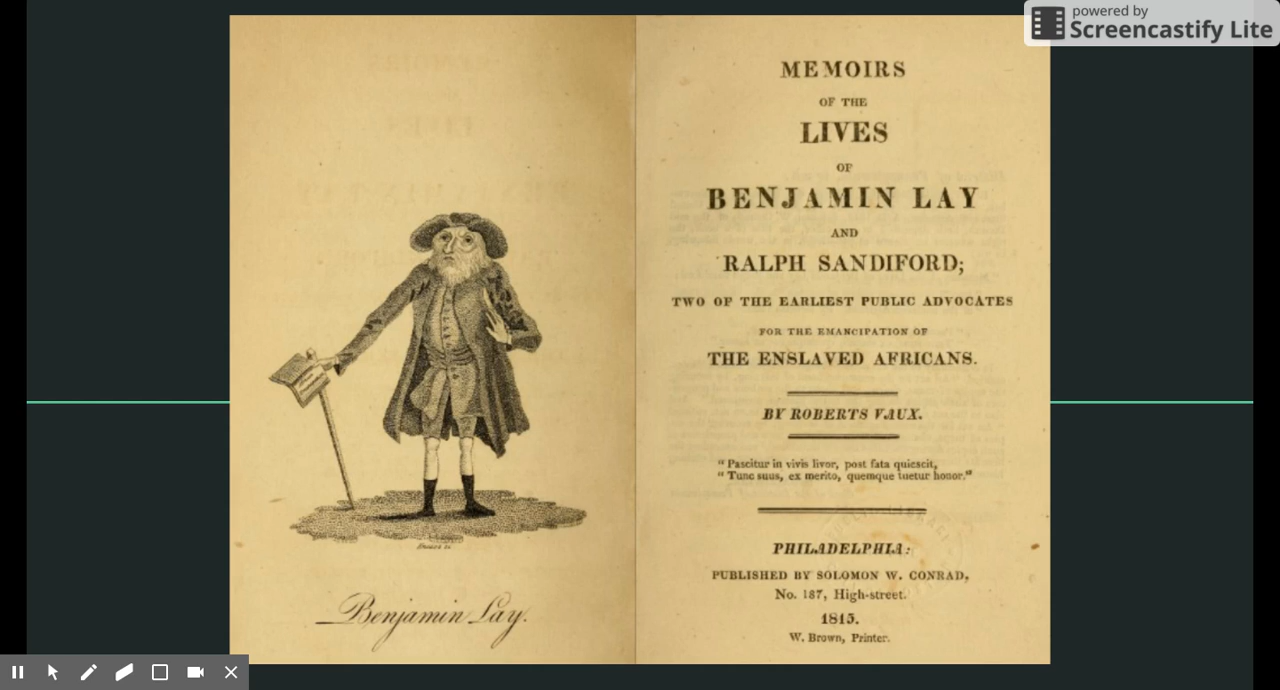 powered by
Screencastify Lite
Benjamin Lay.
MEMOIRS
OF THE
LIVES
OF
BENJAMIN LAY
AND
RALPH SANDIFORD;
TWO OF THE EARLIEST PUBLIC ADVOCATES
FOR THE EMANCIPATION OF
THE ENSLAVED AFRICANS.
BY ROBERTS VAUX.
"Pascitur in vivis livor, post fata quiescit,
"Tunc suus, ex merito, quemque tuetur honor."
PHILADELPHIA:
PUBLISHED BY SOLOMON W. CONRAD,
No. 187, High-street.
1815.
W. Brown, Printer.